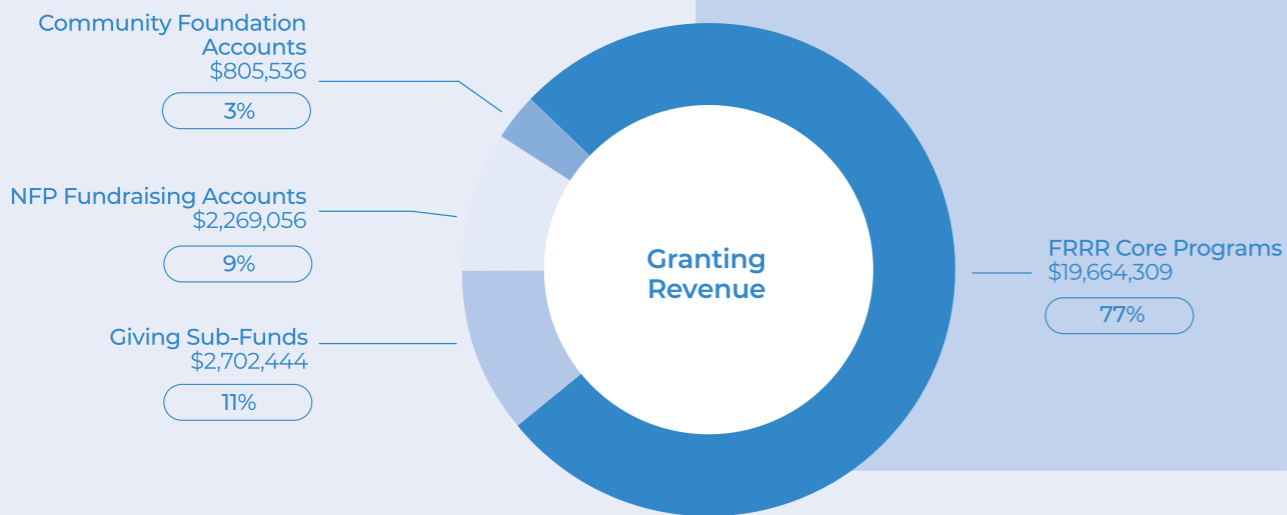 Community Foundation
Accounts
$805,536
3%
NFP Fundraising Accounts
$2,269,056
9%
Giving Sub-Funds
$2,702,444
11%
Granting
Revenue
FRRR Core Programs
$19,664,309
77%